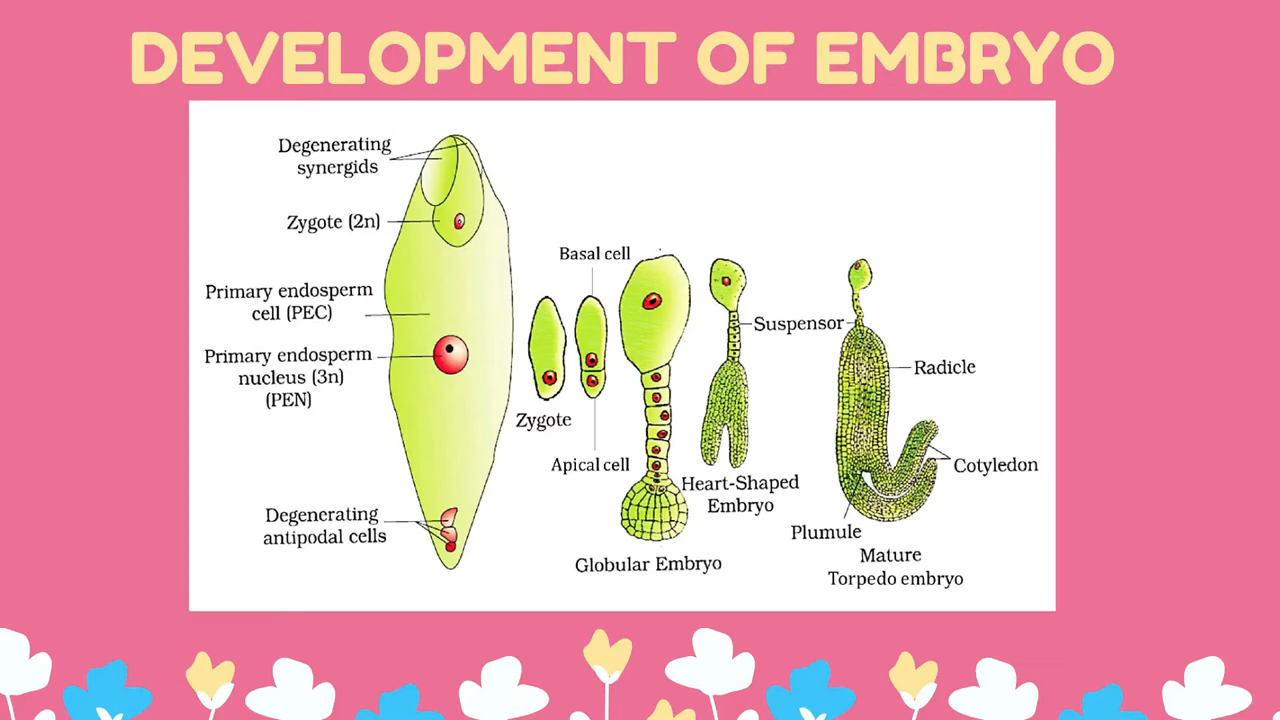 DEVELOPMENT OF EMBRYO
Degenerating
synergids
Zygote (2n)
Primary endosperm
cell (PEC)
Primary endosperm
nucleus (3n)
(PEN)
Degenerating
antipodal cells
Zygote
Basal cell
Apical cell
Globular Embryo
Suspensor
Heart-Shaped
Embryo
Radicle
Cotyledon
Plumule
Mature
Torpedo embryo